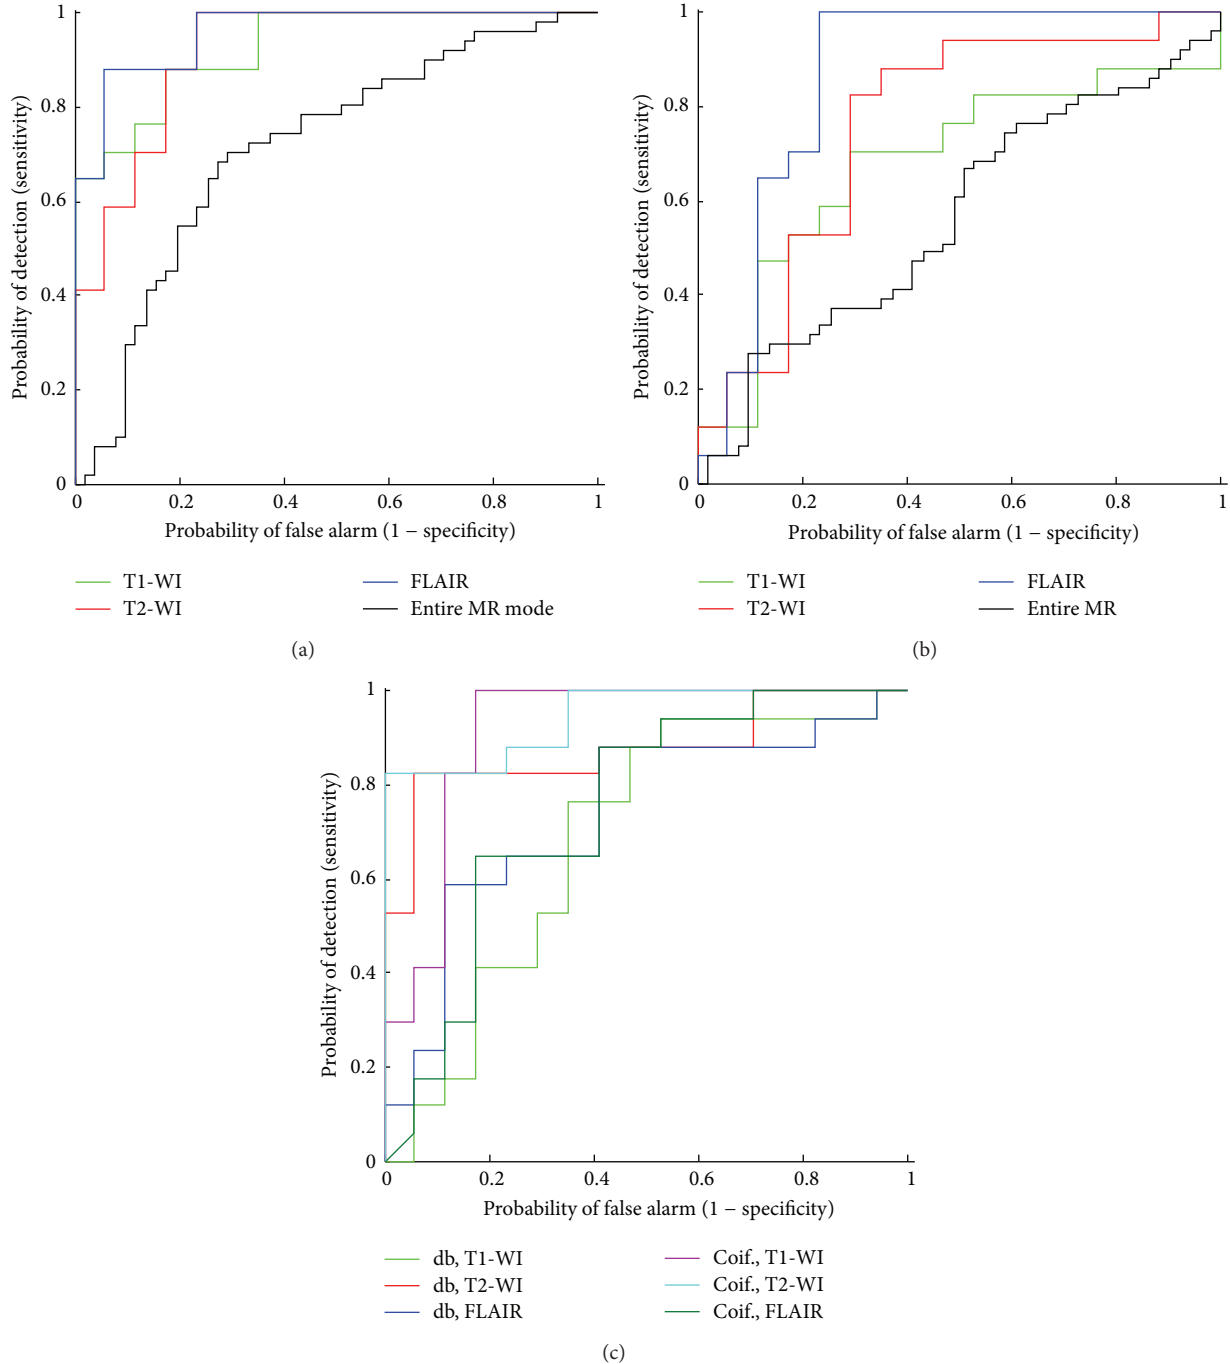 1
0.8
0.6
0.4
0.2
0
Probability of detection (sensitivity)
0 0.2 0.4 0.6 0.8 1
Probability of false alarm (1 − specificity)
T1-WI
T2-WI
FLAIR
Entire MR mode
(a)
1
0.8
0.6
0.4
0.2
0
Probability of detection (sensitivity)
0 0.2 0.4 0.6 0.8 1
Probability of false alarm (1 − specificity)
T1-WI
T2-WI
FLAIR
Entire MR
(b)
1
0.8
0.6
0.4
0.2
0
Probability of detection (sensitivity)
0 0.2 0.4 0.6 0.8 1
Probability of false alarm (1 − specificity)
db, T1-WI
db, T2-WI
db, FLAIR
Coif., T1-WI
Coif., T2-WI
Coif., FLAIR
(c)